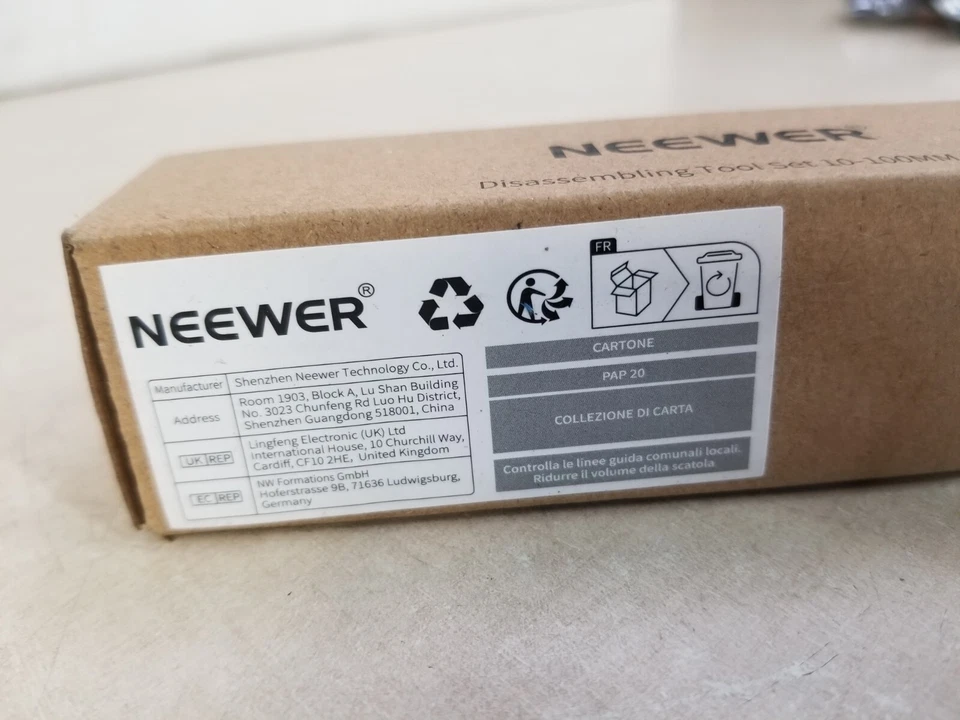 NEEWER®
Disassembling Tool Set 10-100MM
NEEWER®
FR
CARTONE
PAP 20
COLLEZIONE DI CARTA
Controlla le linee guida comunali locali.
Ridurre il volume della scatola
Manufacturer Shenzhen Neewer Technology Co., Ltd.
Address
Room 1903, Block A, Lu Shan Building
No. 3023 Chunfeng Rd Luo Hu District,
Shenzhen Guangdong 518001, China
UK REP
Lingfeng Electronic (UK) Ltd
International House, 10 Churchill Way,
Cardiff, CF10 2HE, United Kingdom
EC REP
NW Formations GmbH
Hoferstrasse 9B, 71636 Ludwigsburg,
Germany